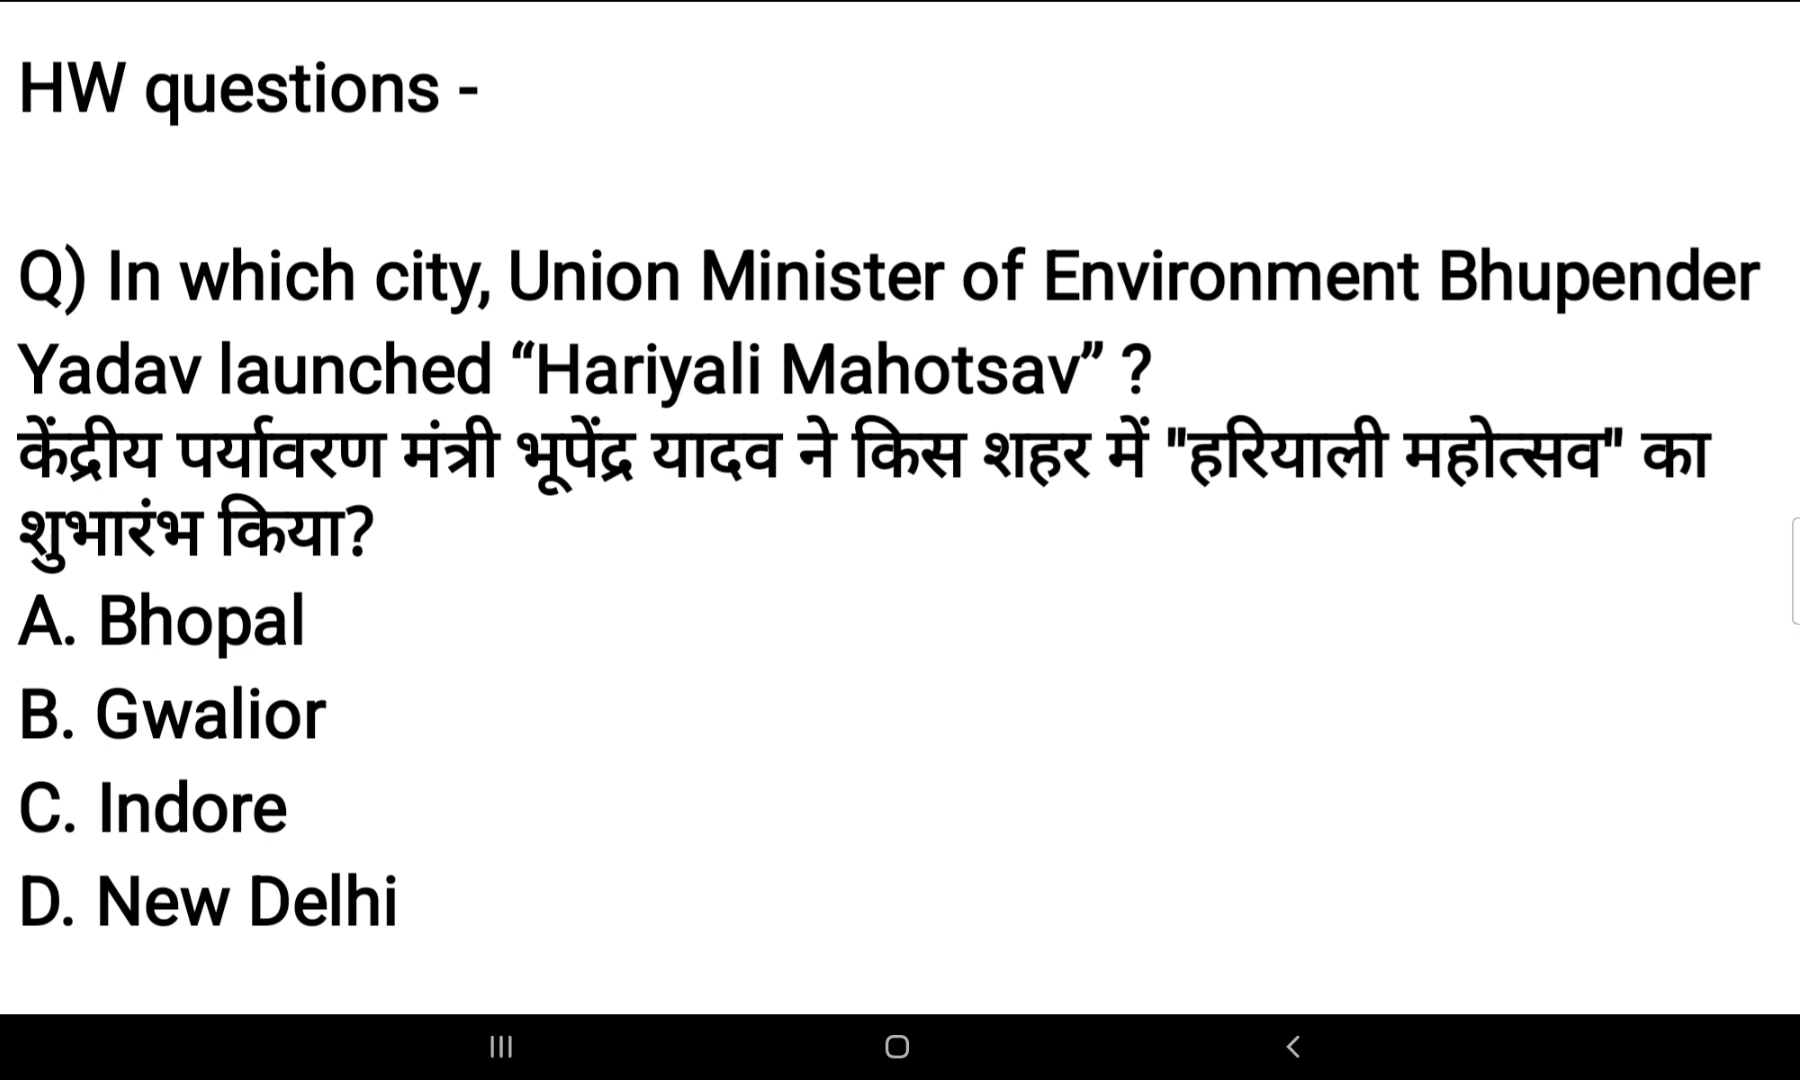 HW questions -
Q) In which city, Union Minister of Environment Bhupender
Yadav launched “Hariyali Mahotsav” ?
केंद्रीय पर्यावरण मंत्री भूपेंद्र यादव ने किस शहर में "हरियाली महोत्सव" का
शुभारंभ किया?
A. Bhopal
B. Gwalior
C. Indore
D. New Delhi